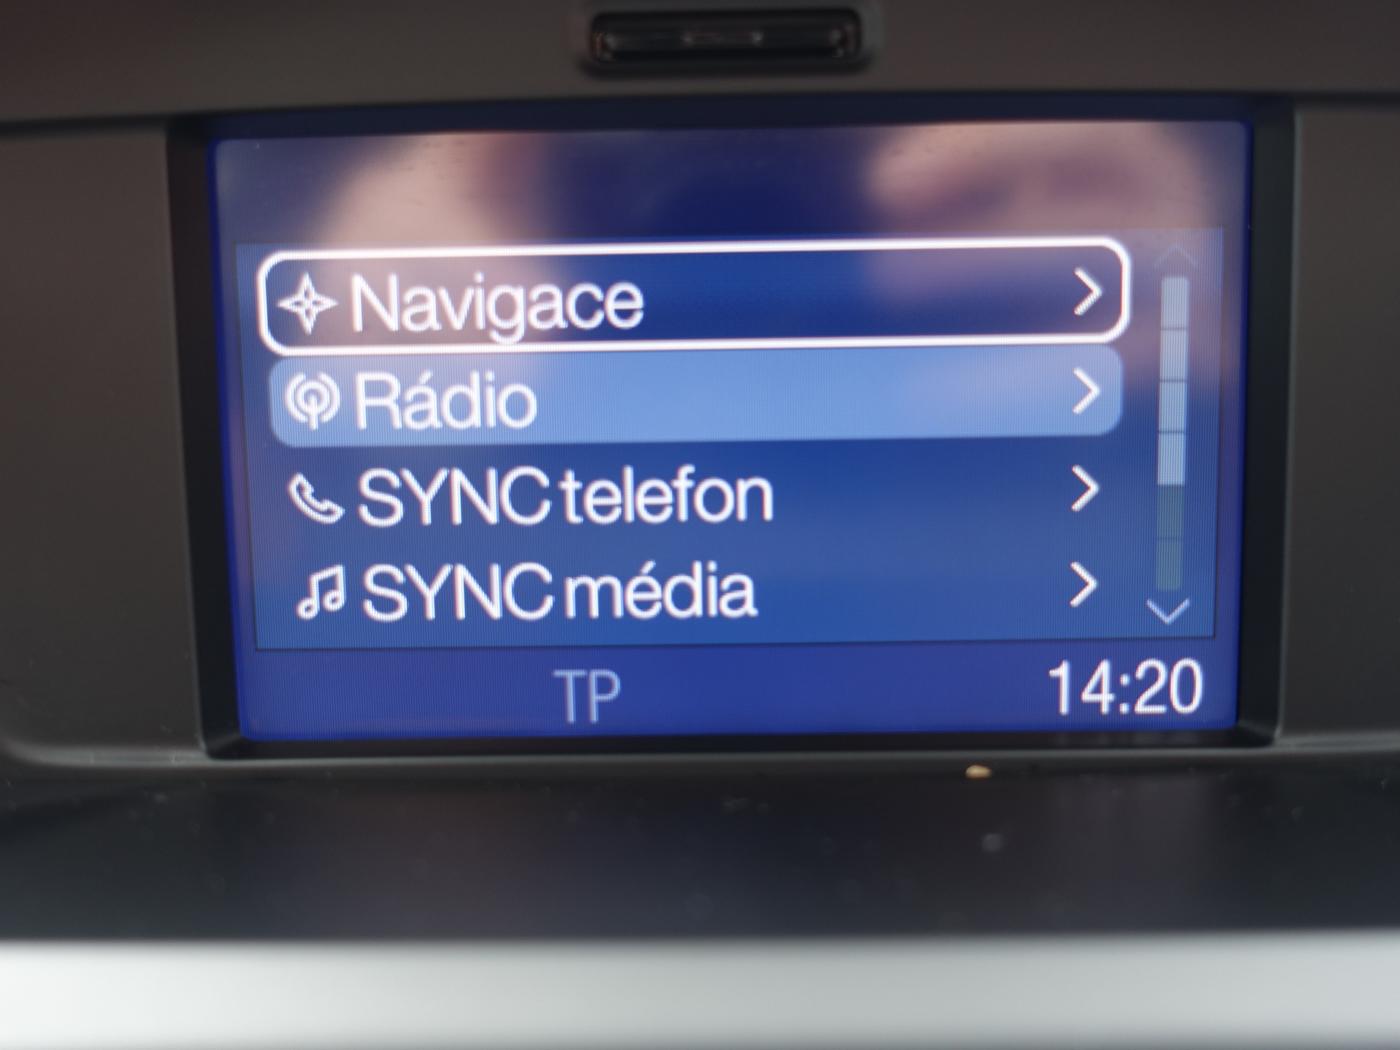 Navigace
Rádio
SYNC telefon
SYNC média
TP 14:20